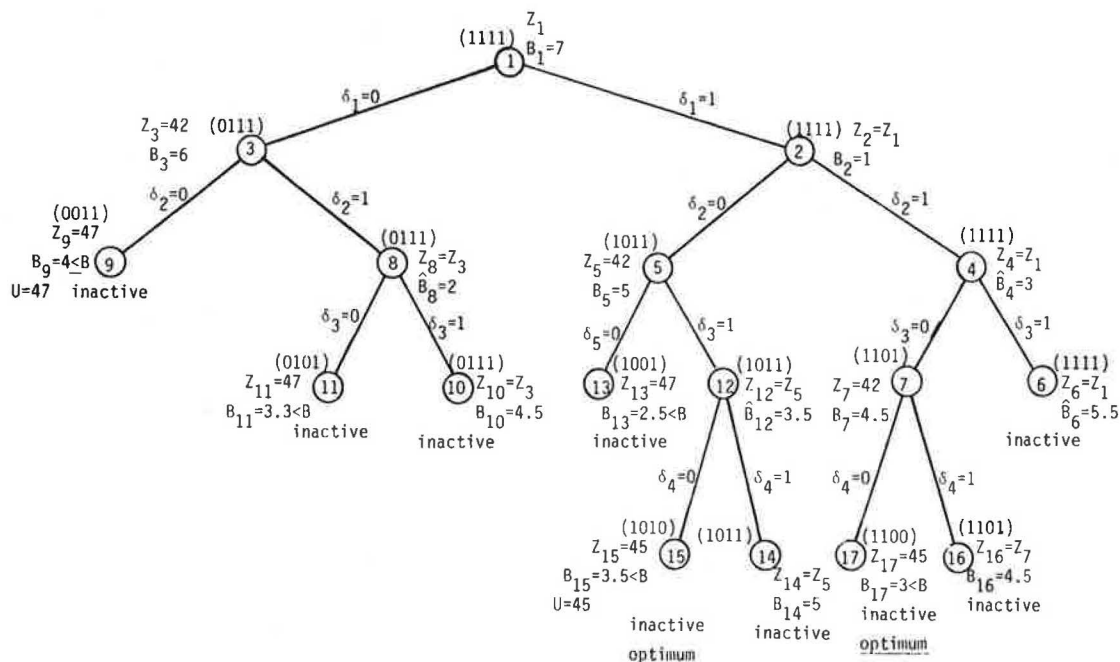 Z₁
(1111) B₁=7
1
δ₁=0
δ₁=1
Z₃=42 (0111)
B₃=6
3
(1111) Z₂=Z₁
B₂=1
2
δ₂=0
δ₂=1
δ₂=0
δ₂=1
(0011)
Z₉=47
B₉=4≤B
9
U=47 inactive
(0111)
Z₈=Z₃
B̂₈=2
8
(1011)
Z₅=42
B₅=5
5
(1111)
Z₄=Z₁
B̂₄=3
4
δ₃=0
δ₃=1
δ₅=0
δ₃=1
δ₃=0
δ₃=1
(0101)
Z₁₁=47
B₁₁=3.3<B
11
inactive
(0111)
Z₁₀=Z₃
B₁₀=4.5
10
inactive
(1001)
Z₁₃=47
B₁₃=2.5<B
13
inactive
(1011)
Z₁₂=Z₅
B̂₁₂=3.5
12
(1101)
Z₇=42
B₇=4.5
7
(1111)
Z₆=Z₁
B̂₆=5.5
6
inactive
δ₄=0
δ₄=1
δ₄=0
δ₄=1
(1010)
Z₁₅=45
B₁₅=3.5<B
15
U=45
inactive
optimum
(1011)
14
Z₁₄=Z₅
B₁₄=5
inactive
(1100)
17
Z₁₇=45
B₁₇=3<B
inactive
optimum
(1101)
16
Z₁₆=Z₇
B₁₆=4.5
inactive